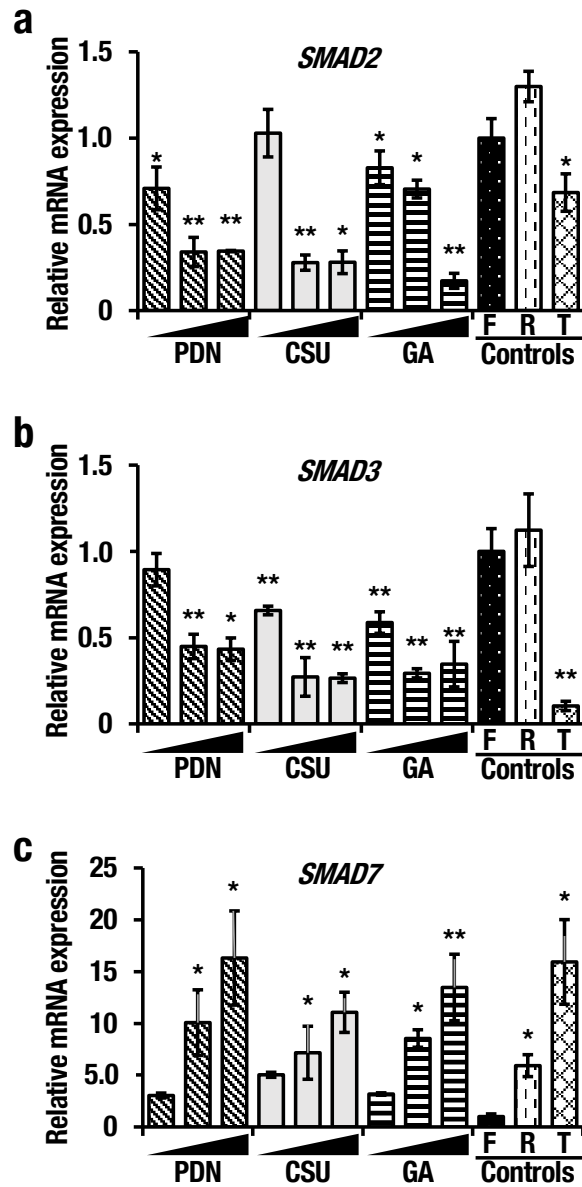 a
SMAD2
Relative mRNA expression
1.5
1.0
0.5
0
* ** ** ** * * * ** *
F R T
PDN CSU GA Controls
b
SMAD3
Relative mRNA expression
1.5
1.0
0.5
0
** * ** ** ** ** ** ** **
F R T
PDN CSU GA Controls
c
SMAD7
Relative mRNA expression
25
20
15
10
5.0
0
* * * * * ** * *
F R T
PDN CSU GA Controls